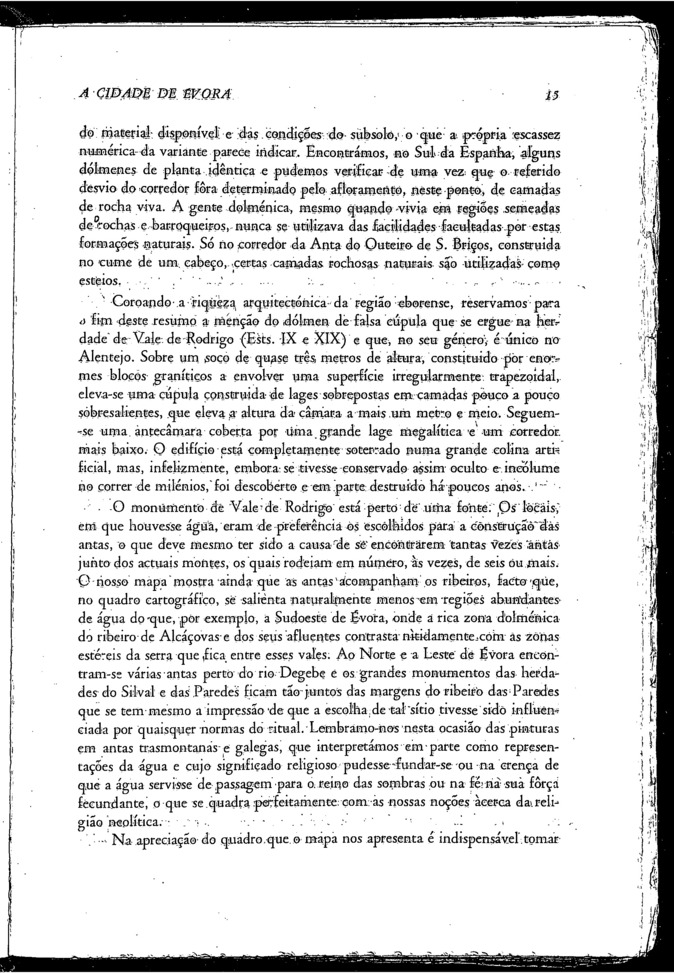 A CIDADE DE ÉVORA 15
do material disponível e das condições do subsolo, o que a própria escassez
numérica da variante parece indicar. Encontrámos, no Sul da Espanha, alguns
dólmenes de planta idêntica e pudemos verificar de uma vez que o referido
desvio do corredor fôra determinado pelo afloramento, neste ponto, de camadas
de rocha viva. A gente dolménica, mesmo quando vivia em regiões semeadas
de rochas e barroqueiros, nunca se utilizava das facilidades facultadas por estas
formações naturais. Só no corredor da Anta do Outeiro de S. Briços, construida
no cume de um cabeço, certas camadas rochosas naturais são utilizadas como
esteios.
Coroando a riqueza arquitectónica da região eborense, reservamos para
o fim deste resumo a menção do dólmen de falsa cúpula que se ergue na her-
dade de Vale de Rodrigo (Ests. IX e XIX) e que, no seu género, é único no
Alentejo. Sobre um soco de quase três metros de altura, constituido por enor-
mes blocos graníticos a envolver uma superfície irregularmente trapezoidal,
eleva-se uma cúpula construida de lages sobrepostas em camadas pouco a pouco
sobresalientes, que eleva a altura da câmara a mais um metro e meio. Seguem-
-se uma antecâmara coberta por uma grande lage megalítica e um corredor
mais baixo. O edifício está completamente soterado numa grande colina arti-
ficial, mas, infelizmente, embora se tivesse conservado assim oculto e incólume
no correr de milénios, foi descoberto e em parte destruído há poucos anos.
O monumento de Vale de Rodrigo está perto de uma fonte. Os locais,
em que houvesse água, eram de preferência os escolhidos para a construção das
antas, o que deve mesmo ter sido a causa de se encontrarem tantas vezes antas
junto dos actuais montes, os quais rodejam em número, às vezes, de seis ou mais.
O nosso mapa mostra ainda que as antas acompanham os ribeiros, facto que,
no quadro cartográfico, se salienta naturalmente menos em regiões abundantes
de água do que, por exemplo, a Sudoeste de Évora, onde a rica zona dolménica
do ribeiro de Alcáçovas e dos seus afluentes contrasta nitidamente com as zonas
estéreis da serra que fica entre esses vales. Ao Norte e a Leste de Évora encon-
tram-se várias antas perto do rio Degebe e os grandes monumentos das herda-
des do Silval e das Paredes ficam tão juntos das margens do ribeiro das Paredes
que se tem mesmo a impressão de que a escolha de tal sítio tivesse sido influen-
ciada por quaisquer normas do ritual. Lembramo-nos nesta ocasião das pinturas
em antas trasmontanas e galegas, que interpretámos em parte como represen-
tações da água e cujo significado religioso pudesse fundar-se ou na crença de
que a água servisse de passagem para o reino das sombras ou na fé na sua fôrça
fecundante, o que se quadra perfeitamente com as nossas noções àcerca da reli-
gião neolítica.
Na apreciação do quadro que o mapa nos apresenta é indispensável tomar